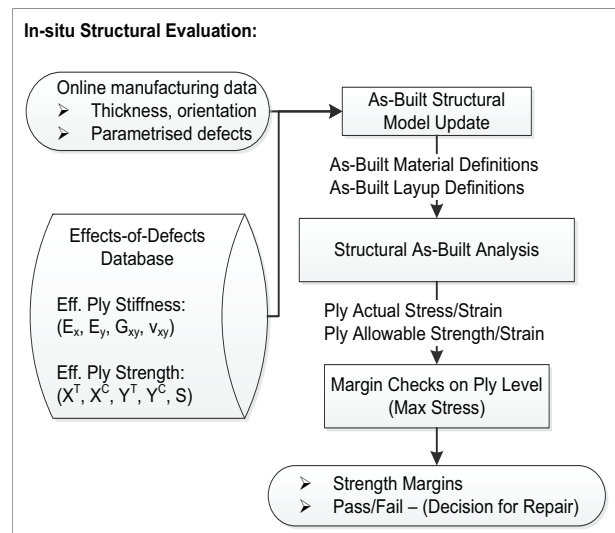 In-situ Structural Evaluation:
Online manufacturing data
➢ Thickness, orientation
➢ Parametrised defects
As-Built Structural
Model Update
As-Built Material Definitions
As-Built Layup Definitions
Effects-of-Defects
Database
Eff. Ply Stiffness:
(Eₓ, Eᵧ, Gₓᵧ, vₓᵧ)
Eff. Ply Strength:
(Xᵀ, Xᶜ, Yᵀ, Yᶜ, S)
Structural As-Built Analysis
Ply Actual Stress/Strain
Ply Allowable Strength/Strain
Margin Checks on Ply Level
(Max Stress)
➢ Strength Margins
➢ Pass/Fail – (Decision for Repair)